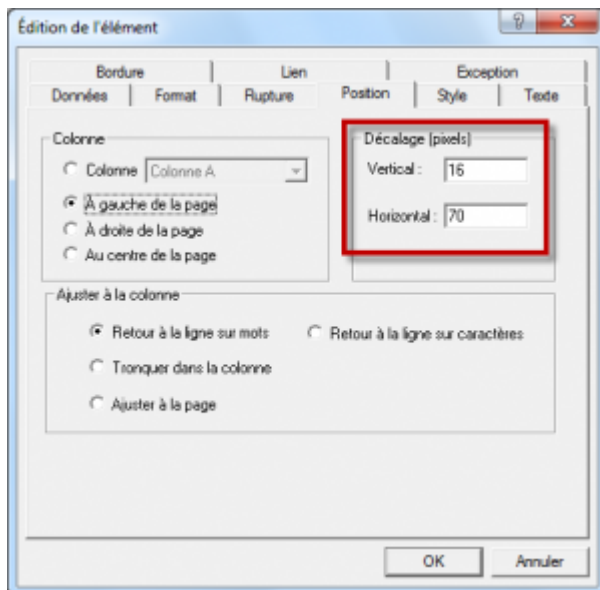 Édition de l'élément
Bordure Lien Exception
Données Format Rupture Position Style Texte
Colonne
Colonne Colonne A
À gauche de la page
À droite de la page
Au centre de la page
Décalage (pixels)
Vertical : 16
Horizontal : 70
Ajuster à la colonne
Retour à la ligne sur mots Retour à la ligne sur caractères
Tronquer dans la colonne
Ajuster à la page
OK Annuler